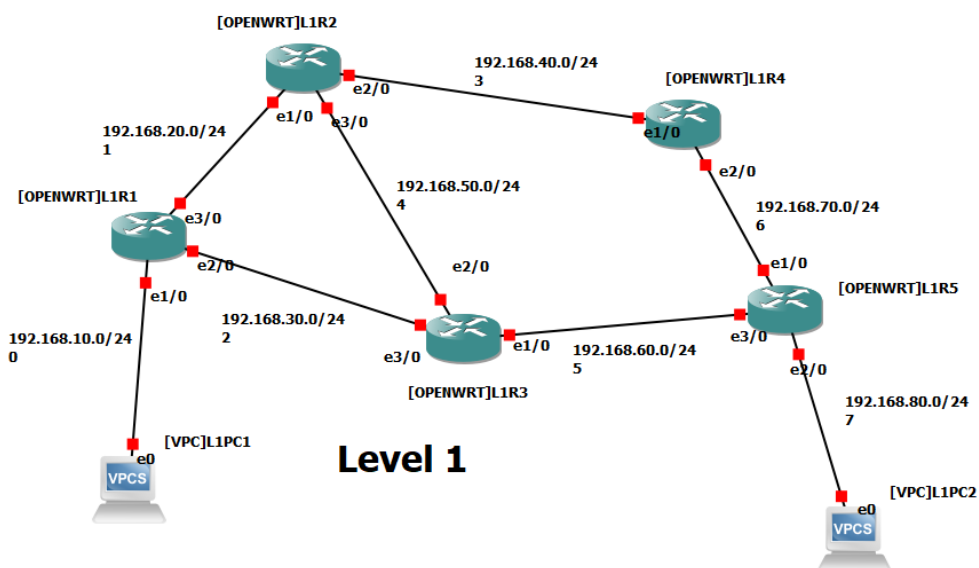 [OPENWRT]L1R2
192.168.40.0/24
3
[OPENWRT]L1R4
e2/0
e1/0
e3/0
e1/0
192.168.20.0/24
1
e2/0
192.168.50.0/24
4
[OPENWRT]L1R1
192.168.70.0/24
6
e3/0
e2/0
e2/0
e1/0
e1/0
[OPENWRT]L1R5
192.168.30.0/24
2
192.168.10.0/24
0
e1/0
e3/0
192.168.60.0/24
5
e3/0
e2/0
[OPENWRT]L1R3
192.168.80.0/24
7
[VPC]L1PC1
Level 1
e0
VPCS
[VPC]L1PC2
e0
VPCS